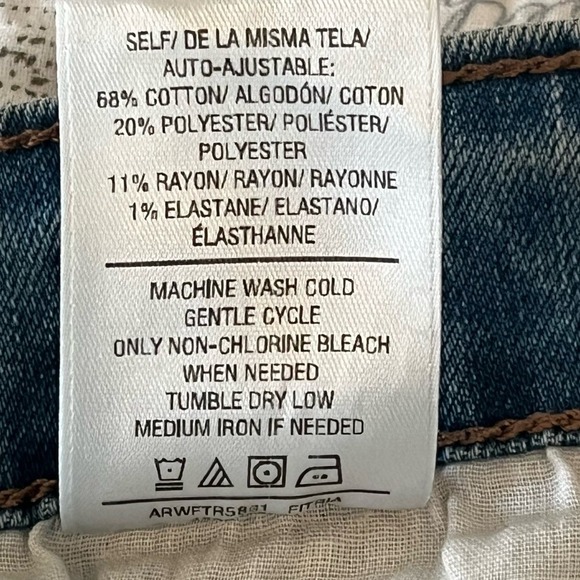 SELF/ DE LA MISMA TELA/
AUTO-AJUSTABLE:
68% COTTON/ ALGODÓN/ COTON
20% POLYESTER/ POLIÉSTER/
POLYESTER
11% RAYON/ RAYON/ RAYONNE
1% ELASTANE/ ELASTANO/
ÉLASTHANNE
MACHINE WASH COLD
GENTLE CYCLE
ONLY NON-CHLORINE BLEACH
WHEN NEEDED
TUMBLE DRY LOW
MEDIUM IRON IF NEEDED